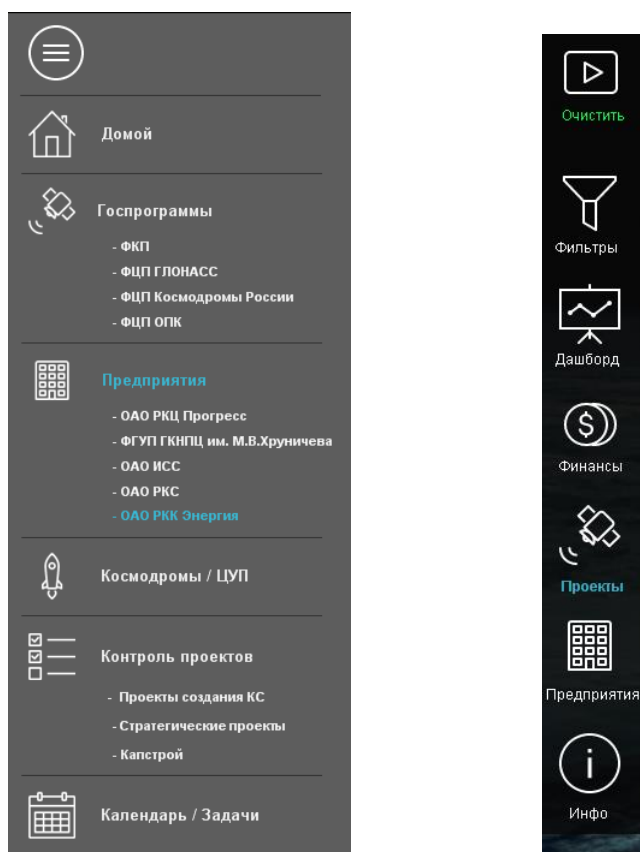 Домой
Госпрограммы
- ФКП
- ФЦП ГЛОНАСС
- ФЦП Космодромы России
- ФЦП ОПК
Предприятия
- ОАО РКЦ Прогресс
- ФГУП ГКНПЦ им. М.В.Хруничева
- ОАО ИСС
- ОАО РКС
- ОАО РКК Энергия
Космодромы / ЦУП
Контроль проектов
- Проекты создания КС
- Стратегические проекты
- Капстрой
Календарь / Задачи
Очистить
Фильтры
Дашборд
Финансы
Проекты
Предприятия
Инфо